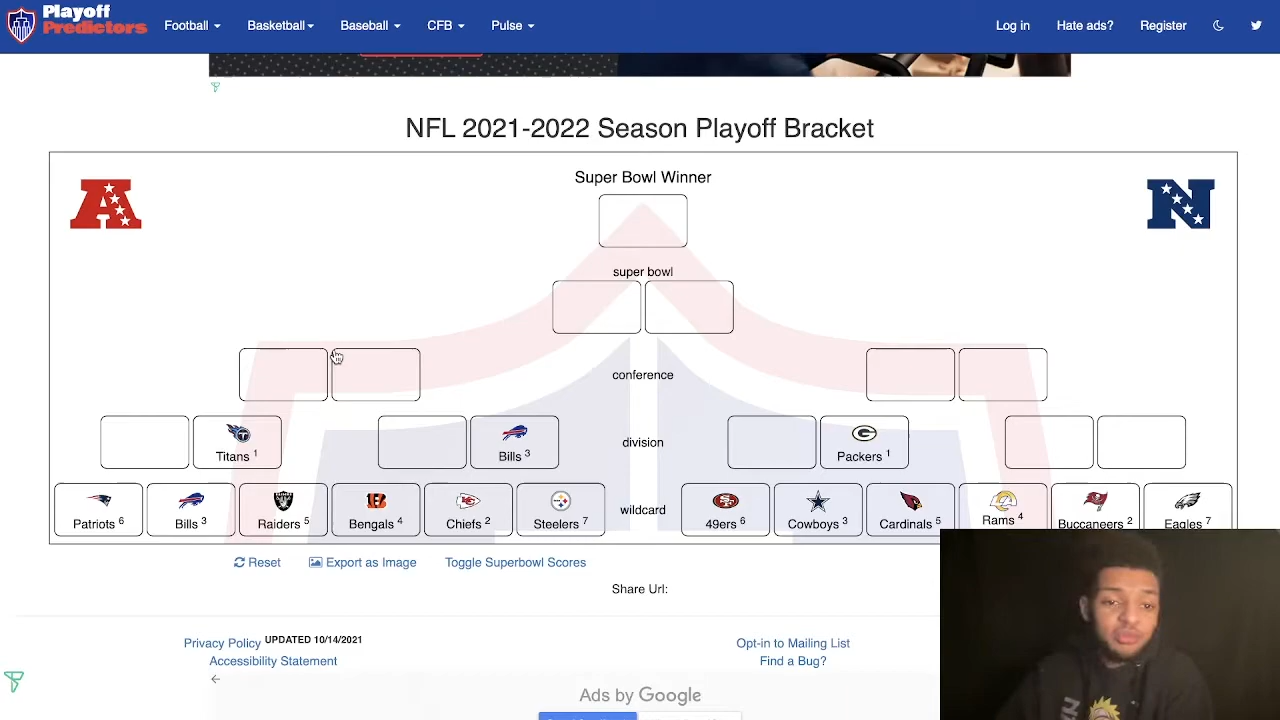 Playoff
Predictors
Football Basketball Baseball CFB Pulse Log in Hate ads? Register
NFL 2021-2022 Season Playoff Bracket
Super Bowl Winner
super bowl
conference
Titans 1 Bills 3 division Packers 1
Patriots 6 Bills 3 Raiders 5 Bengals 4 Chiefs 2 Steelers 7 wildcard 49ers 6 Cowboys 3 Cardinals 5 Rams 4 Buccaneers 2 Eagles 7
Reset Export as Image Toggle Superbowl Scores
Share Url:
Privacy Policy UPDATED 10/14/2021 Opt-in to Mailing List
Accessibility Statement Find a Bug?
Ads by Google